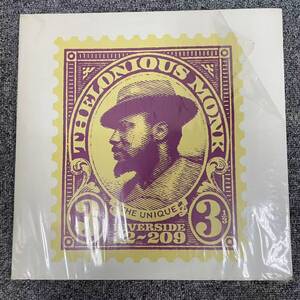 THELONIOUS MONK
THE UNIQUE
3 3
RIVERSIDE
12-209